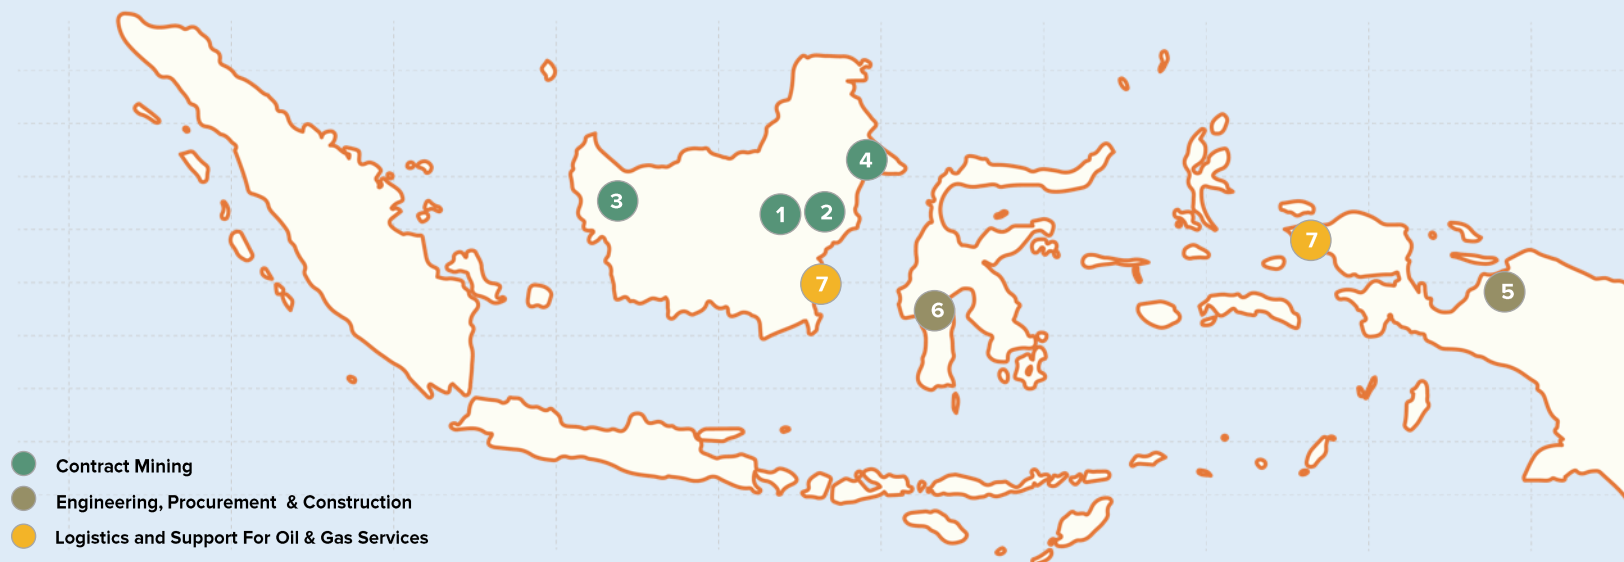 4
3
1
2
7
7
5
6
Contract Mining
Engineering, Procurement & Construction
Logistics and Support For Oil & Gas Services